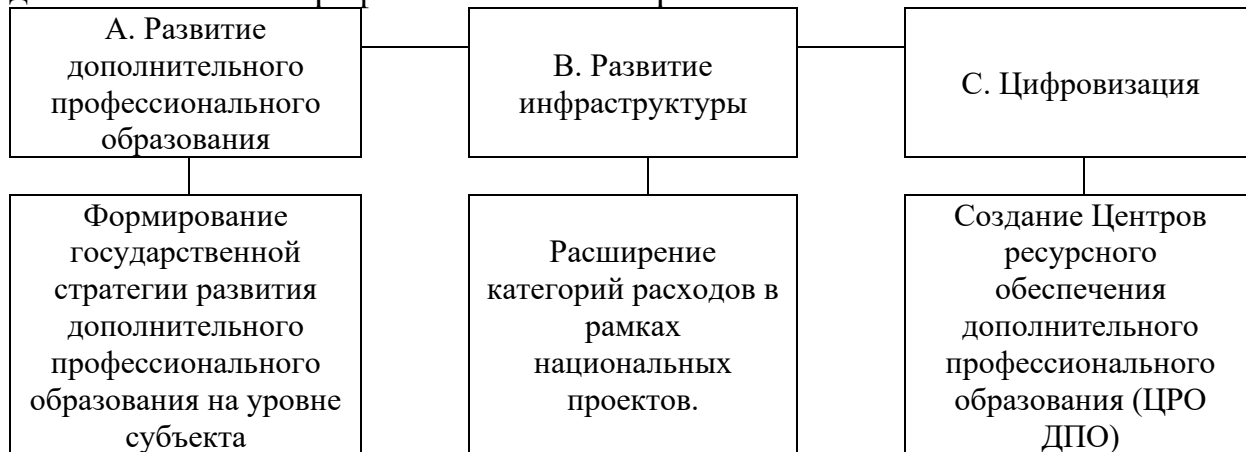 А. Развитие
дополнительного
профессионального
образования
В. Развитие
инфраструктуры
С. Цифровизация
Формирование
государственной
стратегии развития
дополнительного
профессионального
образования на уровне
субъекта
Расширение
категорий расходов в
рамках
национальных
проектов.
Создание Центров
ресурсного
обеспечения
дополнительного
профессионального
образования (ЦРО
ДПО)